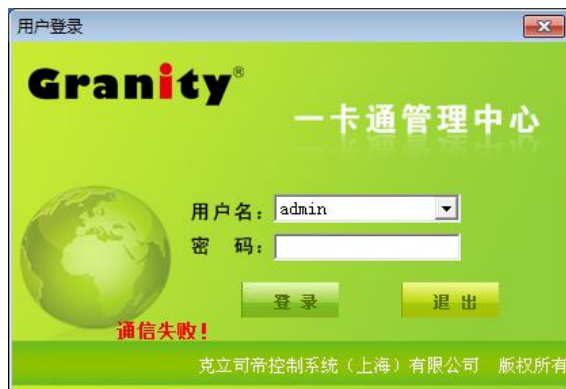 用户登录
Granity®
一卡通管理中心
用户名： admin
密 码：
登 录 退 出
通信失败！
克立司帝控制系统（上海）有限公司 版权所有